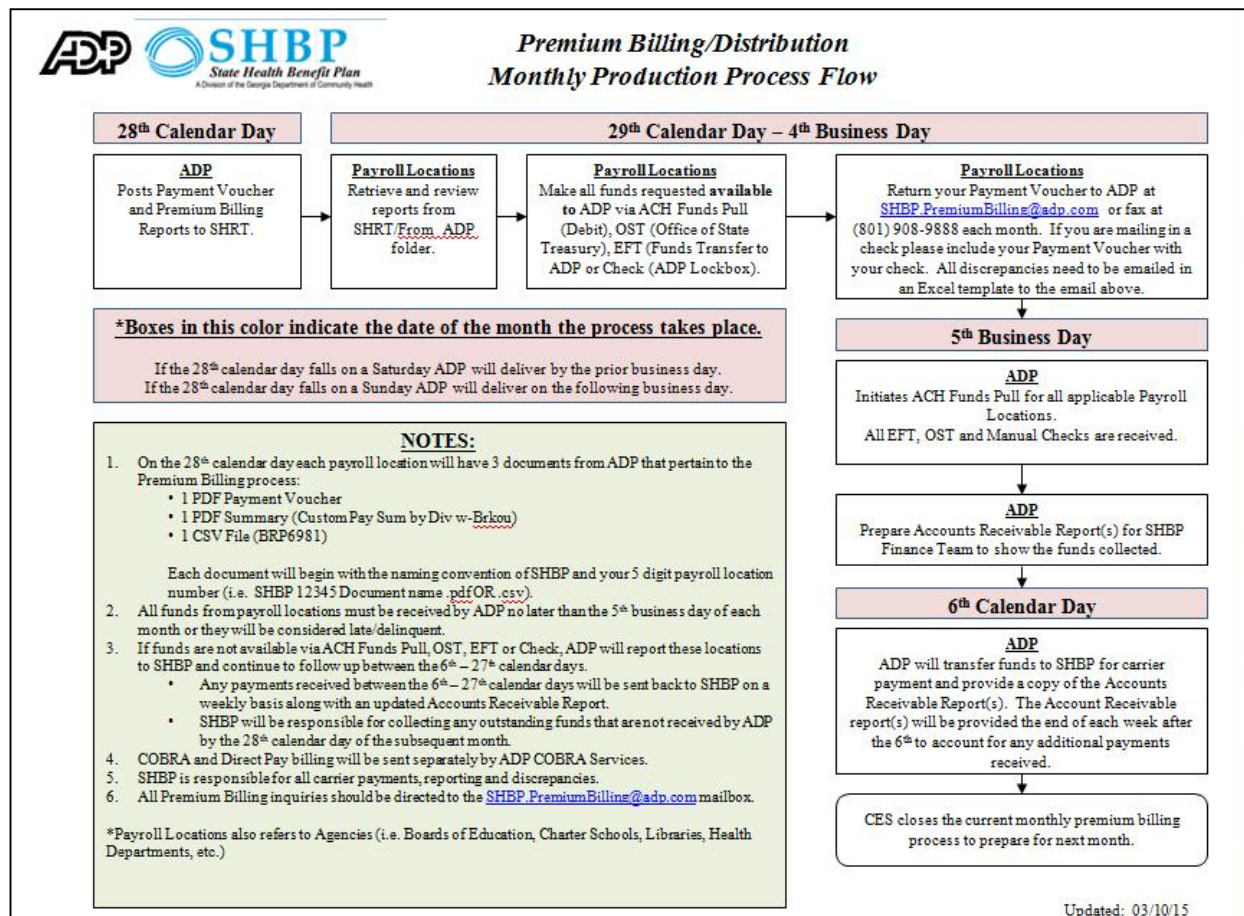 ADP
SHBP
State Health Benefit Plan
A Division of the Georgia Department of Community Health
Premium Billing/Distribution
Monthly Production Process Flow
28th Calendar Day
29th Calendar Day – 4th Business Day
ADP
Posts Payment Voucher
and Premium Billing
Reports to SHRT.
Payroll Locations
Retrieve and review
reports from
SHRT/From ADP
folder.
Payroll Locations
Make all funds requested available
to ADP via ACH Funds Pull
(Debit), OST (Office of State
Treasury), EFT (Funds Transfer to
ADP or Check (ADP Lockbox).
Payroll Locations
Return your Payment Voucher to ADP at
SHBP.PremiumBilling@adp.com or fax at
(801) 908-9888 each month. If you are mailing in a
check please include your Payment Voucher with
your check. All discrepancies need to be emailed in
an Excel template to the email above.
*Boxes in this color indicate the date of the month the process takes place.
If the 28th calendar day falls on a Saturday ADP will deliver by the prior business day.
If the 28th calendar day falls on a Sunday ADP will deliver on the following business day.
5th Business Day
ADP
Initiates ACH Funds Pull for all applicable Payroll
Locations.
All EFT, OST and Manual Checks are received.
ADP
Prepare Accounts Receivable Report(s) for SHBP
Finance Team to show the funds collected.
6th Calendar Day
ADP
ADP will transfer funds to SHBP for carrier
payment and provide a copy of the Accounts
Receivable Report(s). The Account Receivable
report(s) will be provided the end of each week after
the 6th to account for any additional payments
received.
CES closes the current monthly premium billing
process to prepare for next month.
NOTES:
1. On the 28th calendar day each payroll location will have 3 documents from ADP that pertain to the
Premium Billing process:
• 1 PDF Payment Voucher
• 1 PDF Summary (Custom Pay Sum by Div w-Brkou)
• 1 CSV File (BRP6981)
Each document will begin with the naming convention of SHBP and your 5 digit payroll location
number (i.e. SHBP 12345 Document name .pdf OR .csv).
2. All funds from payroll locations must be received by ADP no later than the 5th business day of each
month or they will be considered late/delinquent.
3. If funds are not available via ACH Funds Pull, OST, EFT or Check, ADP will report these locations
to SHBP and continue to follow up between the 6th – 27th calendar days.
• Any payments received between the 6th – 27th calendar days will be sent back to SHBP on a
weekly basis along with an updated Accounts Receivable Report.
• SHBP will be responsible for collecting any outstanding funds that are not received by ADP
by the 28th calendar day of the subsequent month.
4. COBRA and Direct Pay billing will be sent separately by ADP COBRA Services.
5. SHBP is responsible for all carrier payments, reporting and discrepancies.
6. All Premium Billing inquiries should be directed to the SHBP.PremiumBilling@adp.com mailbox.
*Payroll Locations also refers to Agencies (i.e. Boards of Education, Charter Schools, Libraries, Health
Departments, etc.)
Updated: 03/10/15